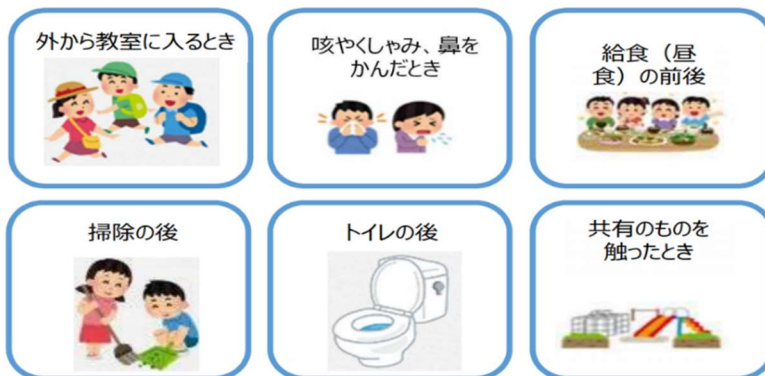 外から教室に入るとき
咳やくしゃみ、鼻を
かんだとき
給食（昼
食）の前後
掃除の後
トイレの後
共有のものを
触ったとき